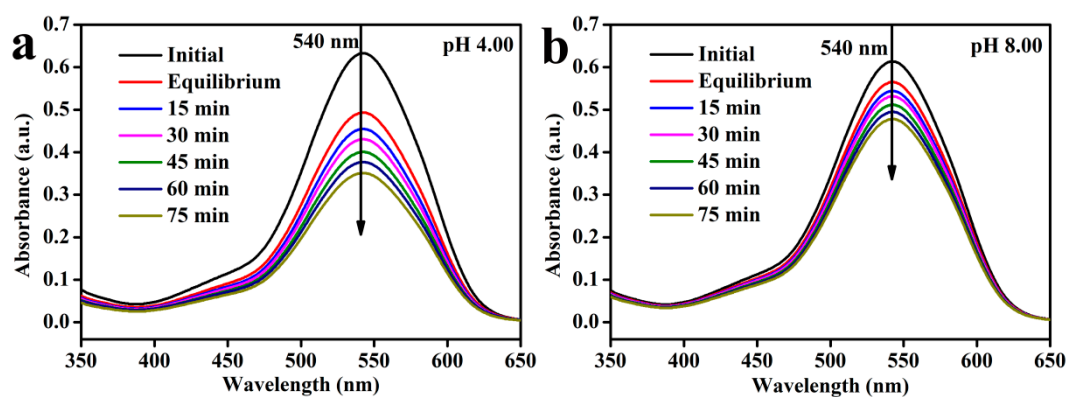 a
540 nm
pH 4.00
Initial
Equilibrium
15 min
30 min
45 min
60 min
75 min
Absorbance (a.u.)
0.7
0.6
0.5
0.4
0.3
0.2
0.1
0.0
350 400 450 500 550 600 650
Wavelength (nm)
b
540 nm
pH 8.00
Initial
Equilibrium
15 min
30 min
45 min
60 min
75 min
Absorbance (a.u.)
0.7
0.6
0.5
0.4
0.3
0.2
0.1
0.0
350 400 450 500 550 600 650
Wavelength (nm)